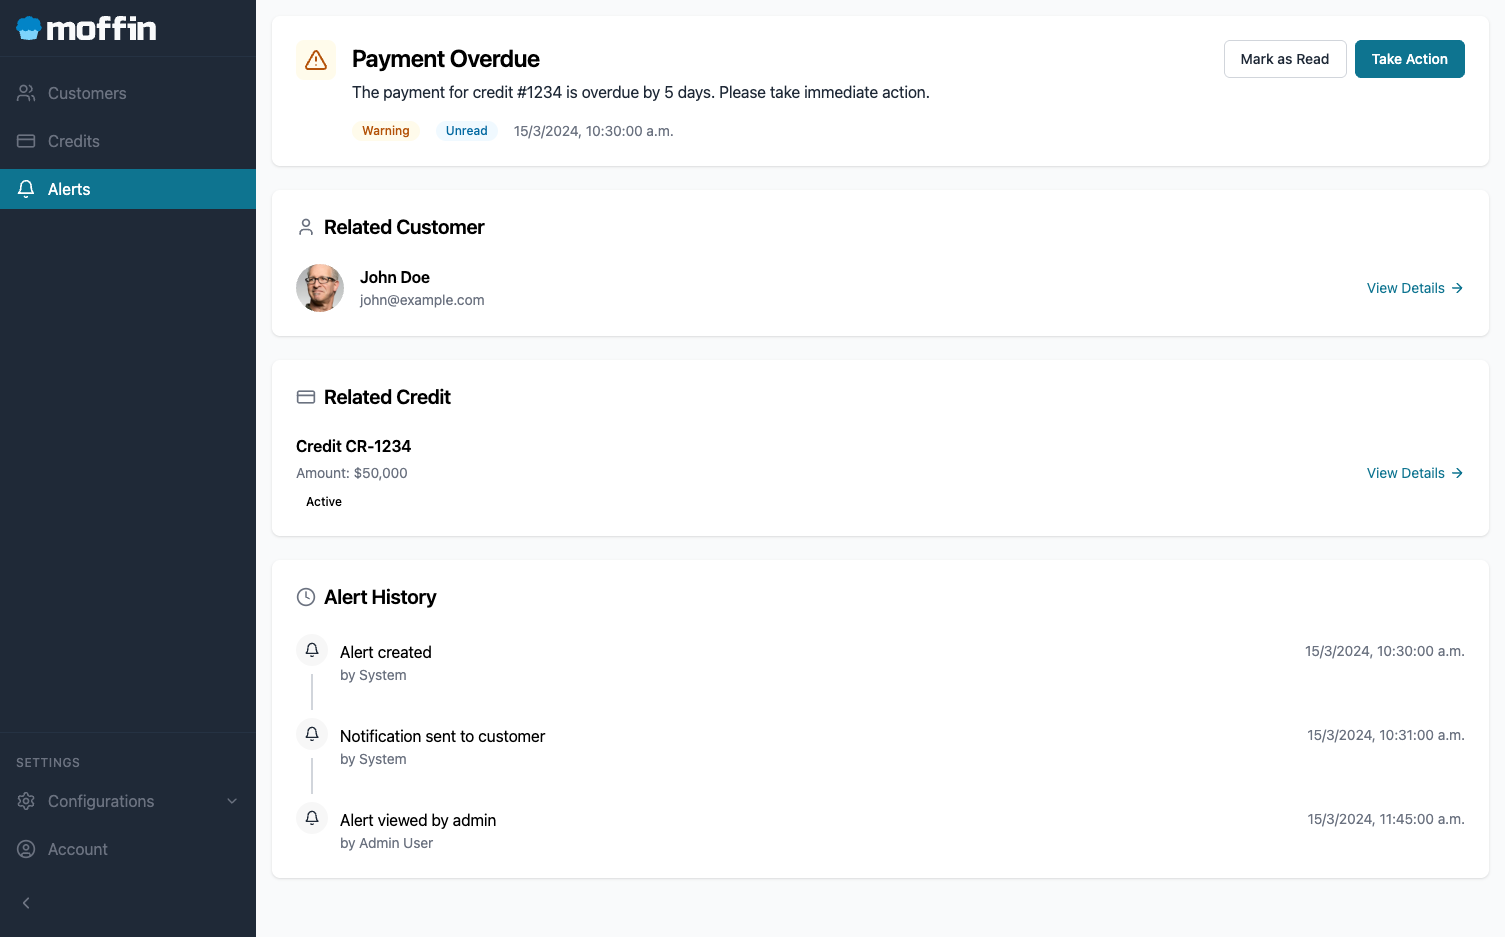 moffin
Customers
Credits
Alerts
SETTINGS
Configurations
Account
Payment Overdue
The payment for credit #1234 is overdue by 5 days. Please take immediate action.
Warning Unread 15/3/2024, 10:30:00 a.m.
Mark as Read Take Action
Related Customer
John Doe
john@example.com
View Details
Related Credit
Credit CR-1234
Amount: $50,000
Active
View Details
Alert History
Alert created 15/3/2024, 10:30:00 a.m.
by System
Notification sent to customer 15/3/2024, 10:31:00 a.m.
by System
Alert viewed by admin 15/3/2024, 11:45:00 a.m.
by Admin User